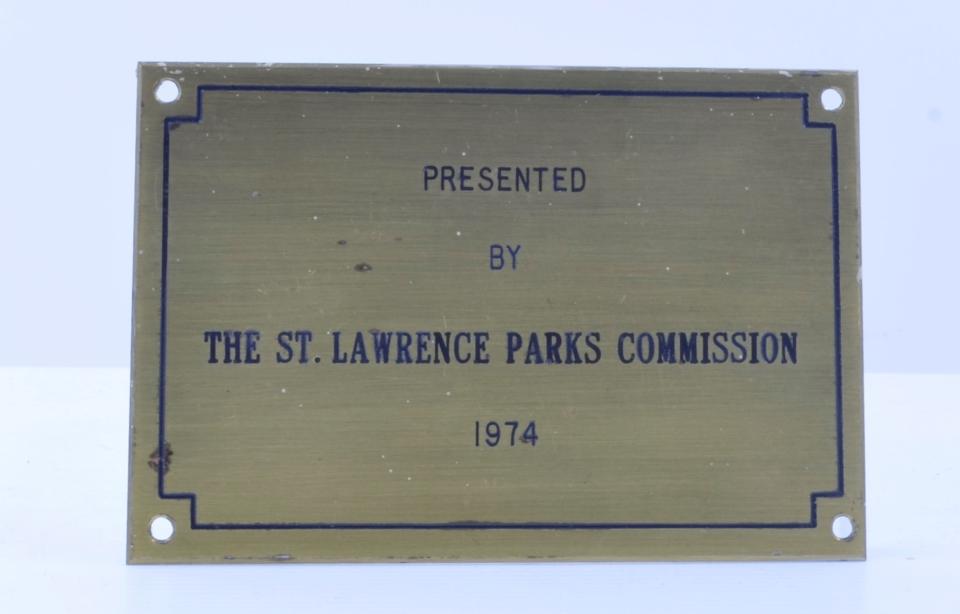 PRESENTED
BY
THE ST. LAWRENCE PARKS COMMISSION
1974